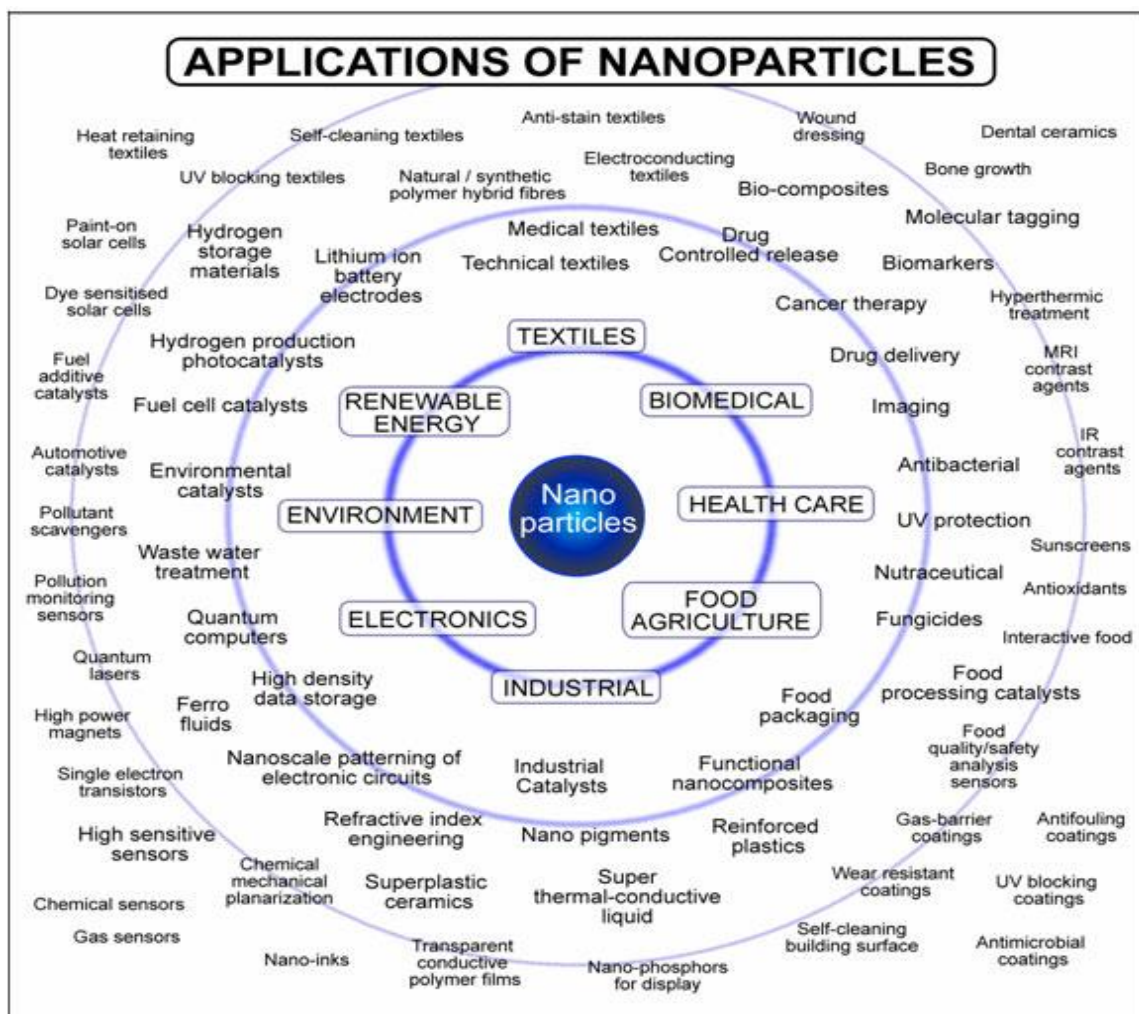 APPLICATIONS OF NANOPARTICLES
Heat retaining
textiles
Self-cleaning textiles
Anti-stain textiles
Wound
dressing
Dental ceramics
UV blocking textiles
Natural / synthetic
polymer hybrid fibres
Electroconducting
textiles
Bio-composites
Bone growth
Paint-on
solar cells
Hydrogen
storage
materials
Lithium ion
battery
electrodes
Medical textiles
Technical textiles
Drug
Controlled release
Molecular tagging
Biomarkers
Dye sensitised
solar cells
Cancer therapy
Hyperthermic
treatment
Hydrogen production
photocatalysts
TEXTILES
Drug delivery
MRI
contrast
agents
Fuel
additive
catalysts
Fuel cell catalysts
RENEWABLE
ENERGY
BIOMEDICAL
Imaging
IR
contrast
agents
Automotive
catalysts
Environmental
catalysts
Antibacterial
Pollutant
scavengers
ENVIRONMENT
Nano
particles
HEALTH CARE
UV protection
Sunscreens
Waste water
treatment
Nutraceutical
Pollution
monitoring
sensors
Antioxidants
Quantum
computers
ELECTRONICS
FOOD
AGRICULTURE
Fungicides
Interactive food
Quantum
lasers
High density
data storage
INDUSTRIAL
Food
processing catalysts
High power
magnets
Ferro
fluids
Food
packaging
Food
quality/safety
analysis
sensors
Single electron
transistors
Nanoscale patterning of
electronic circuits
Industrial
Catalysts
Functional
nanocomposites
High sensitive
sensors
Refractive index
engineering
Nano pigments
Reinforced
plastics
Gas-barrier
coatings
Antifouling
coatings
Chemical
mechanical
planarization
Superplastic
ceramics
Super
thermal-conductive
liquid
Wear resistant
coatings
UV blocking
coatings
Chemical sensors
Gas sensors
Nano-inks
Transparent
conductive
polymer films
Nano-phosphors
for display
Self-cleaning
building surface
Antimicrobial
coatings